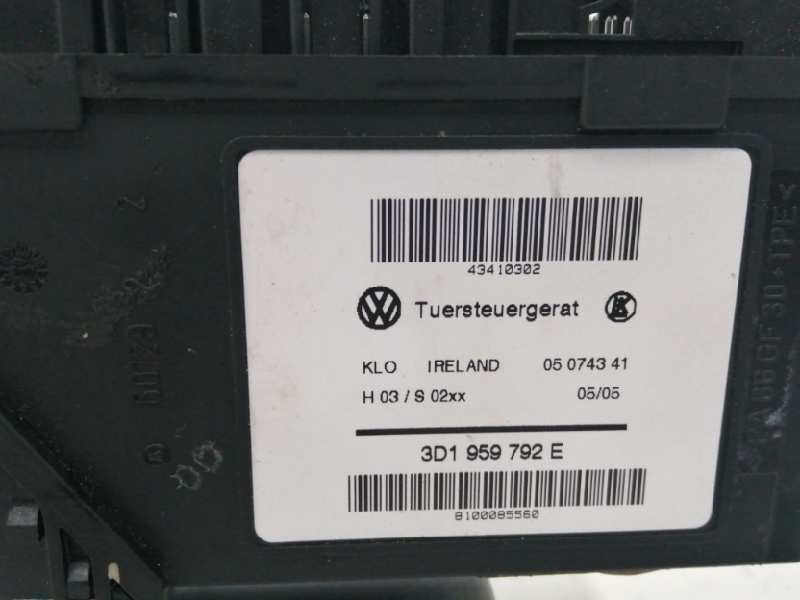 43410302
Tuersteuergerat
KLO IRELAND 05 0743 41
H 03 / S 02xx 05/05
3D1 959 792 E
8100085560